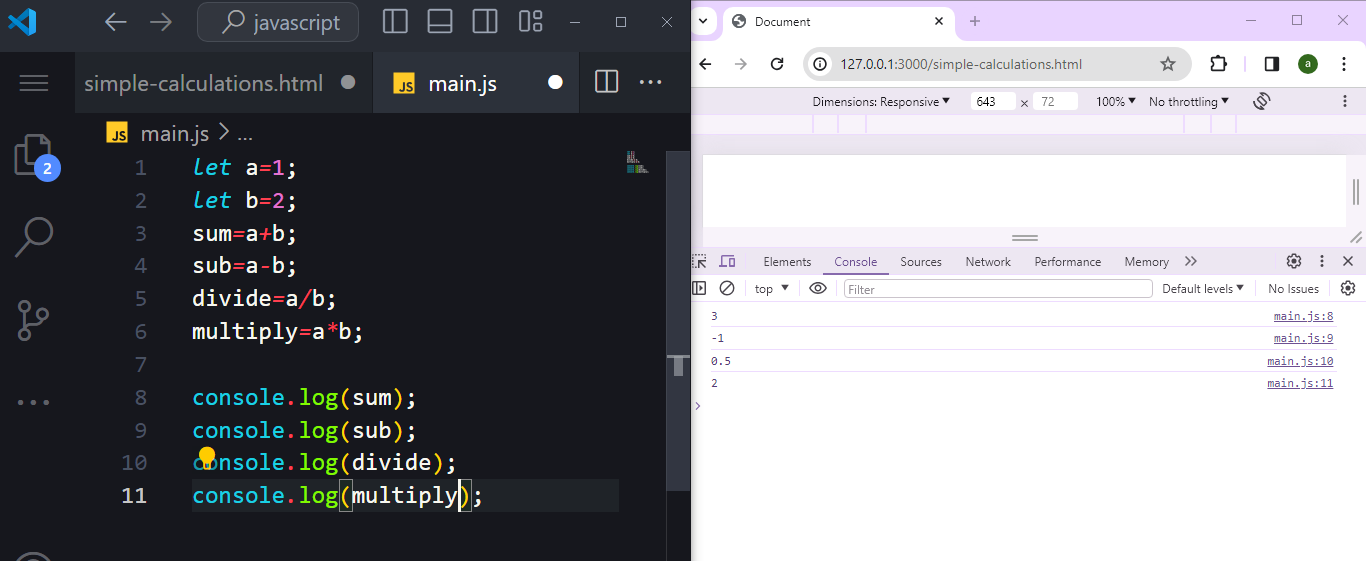 javascript
simple-calculations.html
JS main.js
JS main.js > ...
2
1 let a=1;
2 let b=2;
3 sum=a+b;
4 sub=a-b;
5 divide=a/b;
6 multiply=a*b;
7
8 console.log(sum);
9 console.log(sub);
10 console.log(divide);
11 console.log(multiply);
Document
127.0.0.1:3000/simple-calculations.html
a
Dimensions: Responsive 643 × 72 100% No throttling
Elements Console Sources Network Performance Memory
top Filter Default levels No Issues
3 main.js:8
-1 main.js:9
0.5 main.js:10
2 main.js:11